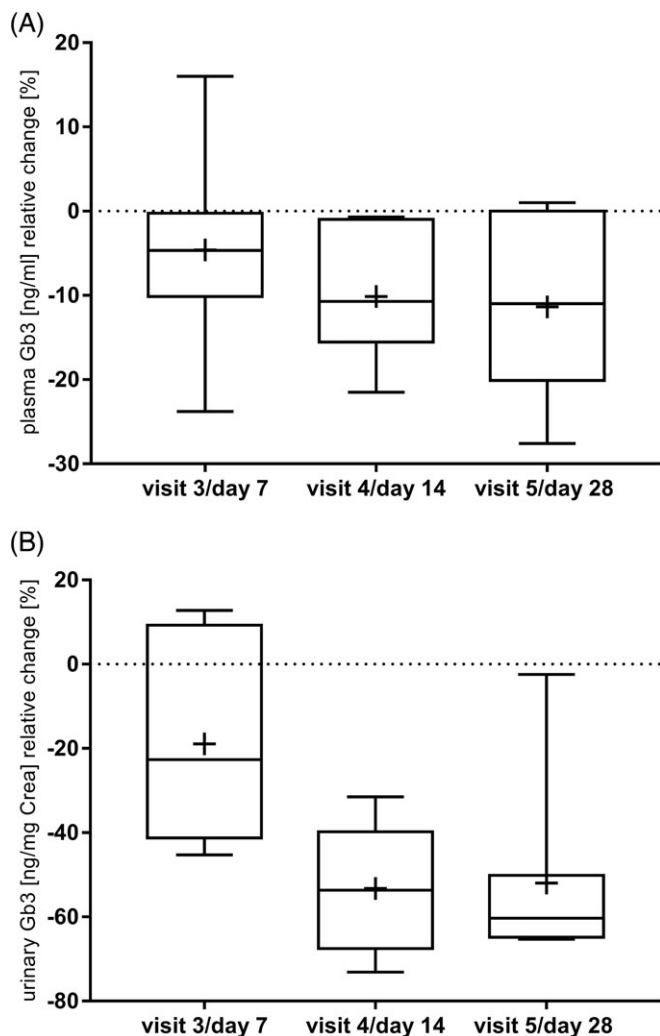 (A)
plasma Gb3 [ng/ml] relative change [%]
20
10
0
-10
-20
-30
visit 3/day 7 visit 4/day 14 visit 5/day 28
(B)
urinary Gb3 [ng/mg Crea] relative change [%]
20
0
-20
-40
-60
-80
visit 3/day 7 visit 4/day 14 visit 5/day 28